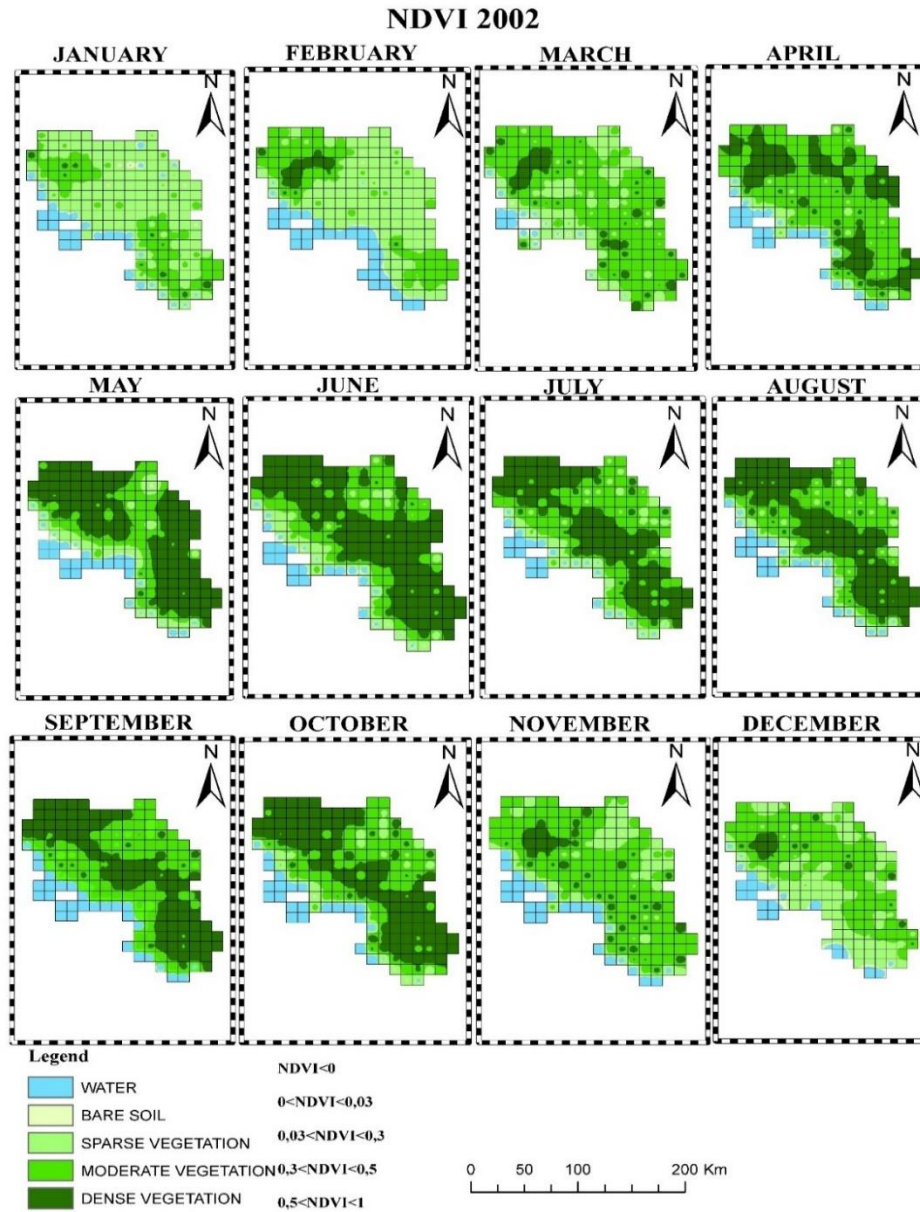 NDVI 2002
JANUARY FEBRUARY MARCH APRIL
N N N N
MAY JUNE JULY AUGUST
N N N N
SEPTEMBER OCTOBER NOVEMBER DECEMBER
N N N N
Legend
WATER NDVI<0
BARE SOIL 0<NDVI<0,03
SPARSE VEGETATION 0,03<NDVI<0,3
MODERATE VEGETATION 0,3<NDVI<0,5
DENSE VEGETATION 0,5<NDVI<1
0 50 100 200 Km